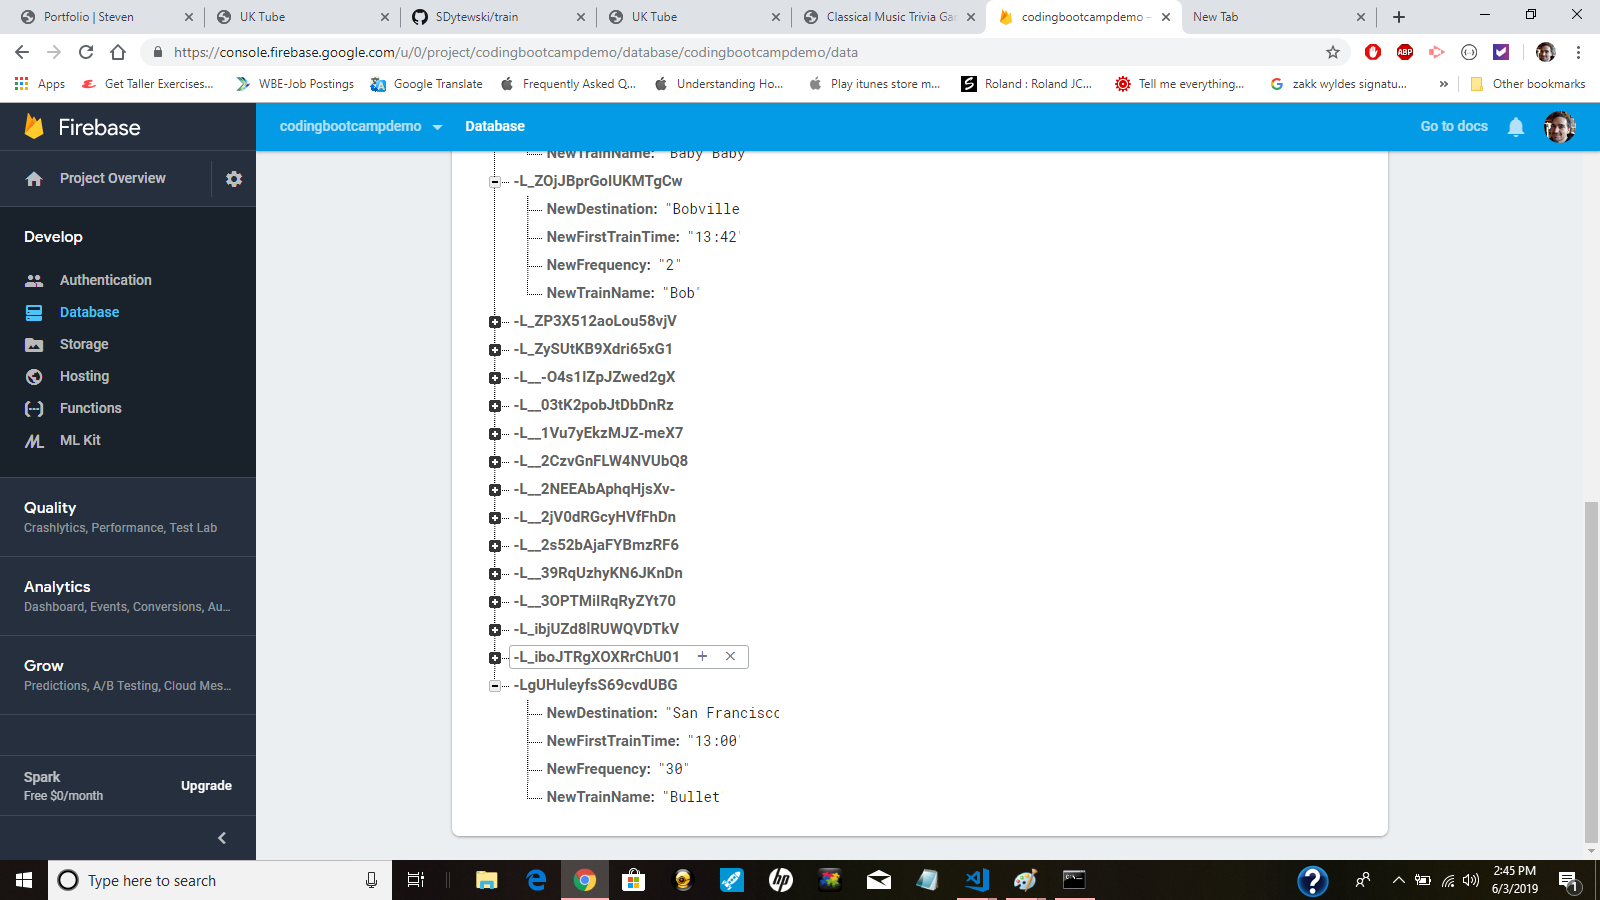 Portfolio | Steven
UK Tube
SDytewski/train
UK Tube
Classical Music Trivia Gar
codingbootcampdemo –
New Tab
https://console.firebase.google.com/u/0/project/codingbootcampdemo/database/codingbootcampdemo/data
Apps
Get Taller Exercises...
WBE-Job Postings
Google Translate
Frequently Asked Q...
Understanding Ho...
Play itunes store m...
Roland : Roland JC...
Tell me everything...
zakk wyldes signatu...
»
Other bookmarks
Firebase
codingbootcampdemo
Database
Go to docs
Project Overview
Develop
Authentication
Database
Storage
Hosting
Functions
ML Kit
Quality
Crashlytics, Performance, Test Lab
Analytics
Dashboard, Events, Conversions, Au...
Grow
Predictions, A/B Testing, Cloud Mes...
Spark
Free $0/month
Upgrade
NewTrainName: "Baby Baby
-L_ZOjJBprGoIUKMTgCw
NewDestination: "Bobville
NewFirstTrainTime: "13:42'
NewFrequency: "2"
NewTrainName: "Bob'
-L_ZP3X512aoLou58vjV
-L_ZySUtKB9Xdri65xG1
-L__-O4s1IZpJZwed2gX
-L__03tK2pobJtDbDnRz
-L__1Vu7yEkzMJZ-meX7
-L__2CzvGnFLW4NVUbQ8
-L__2NEEAbAphqHjsXv-
-L__2jV0dRGcyHVfFhDn
-L__2s52bAjaFYBmzRF6
-L__39RqUzhyKN6JKnDn
-L__3OPTMiIRqRyZYt70
-L_ibjUZd8lRUWQVDTkV
-L_iboJTRgXOXRrChU01
-LgUHuleyfsS69cvdUBG
NewDestination: "San Francisco
NewFirstTrainTime: "13:00'
NewFrequency: "30"
NewTrainName: "Bullet
Type here to search
2:45 PM
6/3/2019
1